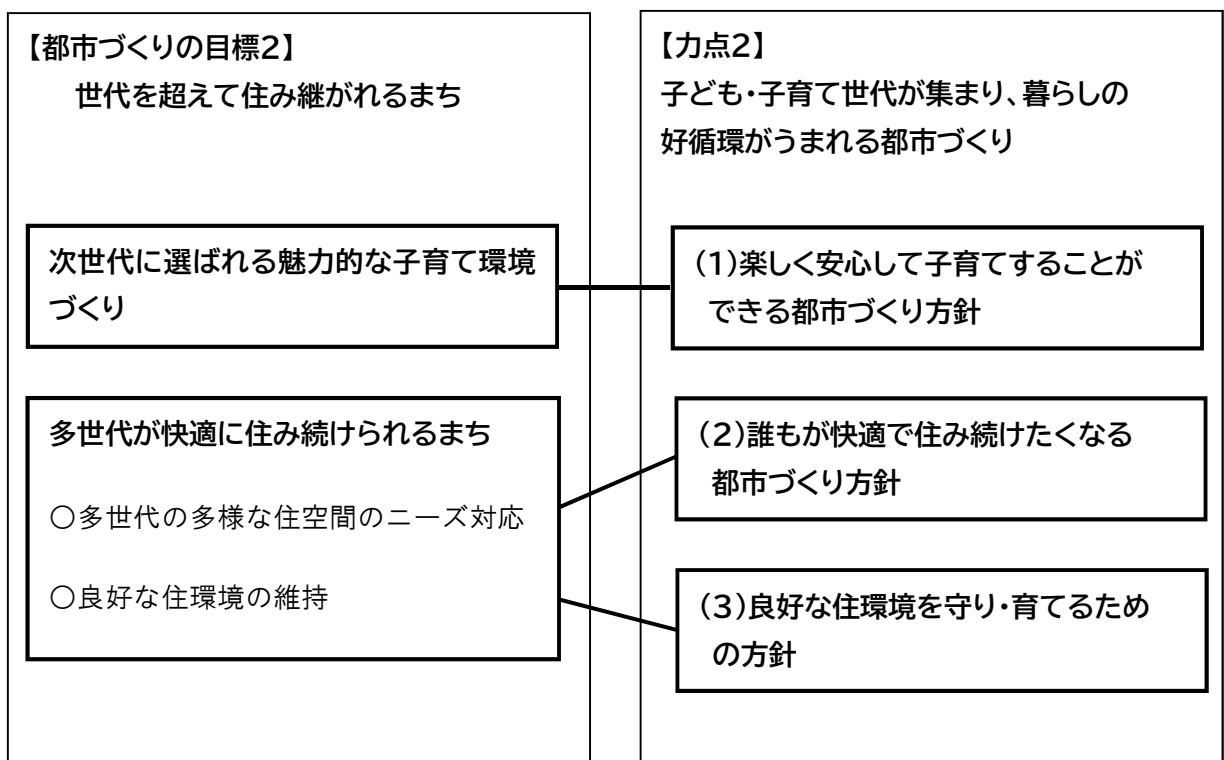 【都市づくりの目標2】
世代を超えて住み継がれるまち
次世代に選ばれる魅力的な子育て環境
づくり
多世代が快適に住み続けられるまち
〇多世代の多様な住空間のニーズ対応
〇良好な住環境の維持
【力点2】
子ども・子育て世代が集まり、暮らしの
好循環がうまれる都市づくり
（1）楽しく安心して子育てすることが
できる都市づくり方針
（2）誰もが快適で住み続けたくなる
都市づくり方針
（3）良好な住環境を守り・育てるため
の方針